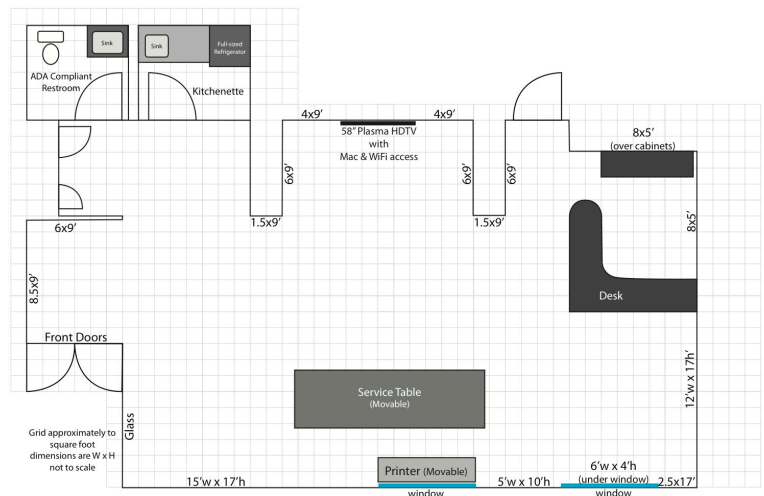 Sink
Sink
Full-sized
Refrigerator
ADA Compliant
Restroom
Kitchenette
4x9'
4x9'
58" Plasma HDTV
with
Mac & WiFi access
8x5'
(over cabinets)
6x9'
6x9'
6x9'
6x9'
1.5x9'
1.5x9'
8x5'
8.5x9'
Desk
Front Doors
12'w x 17h'
Service Table
(Movable)
Glass
Grid approximately to
square foot
dimensions are W x H
not to scale
Printer (Movable)
6'w x 4'h
(under window)
15'w x 17'h
5'w x 10'h
2.5x17'
window
window